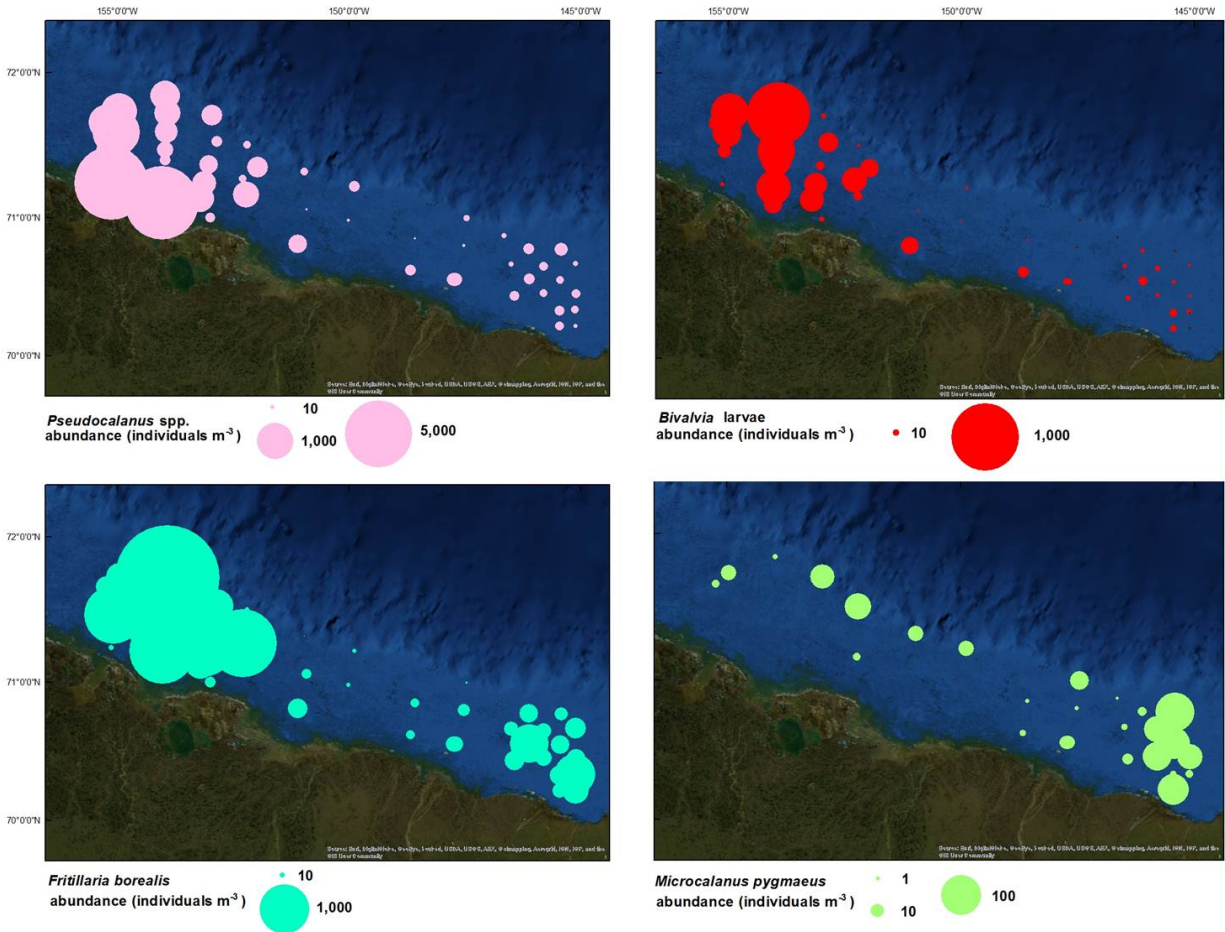 155°0'0"W 150°0'0"W 145°0'0"W
155°0'0"W 150°0'0"W 145°0'0"W
72°0'0"N
71°0'0"N
70°0'0"N
Pseudocalanus spp.
abundance (individuals m-3)
10
1,000
5,000
Bivalvia larvae
abundance (individuals m-3)
10
1,000
72°0'0"N
71°0'0"N
70°0'0"N
Fritillaria borealis
abundance (individuals m-3)
10
1,000
Microcalanus pygmaeus
abundance (individuals m-3)
1
10
100